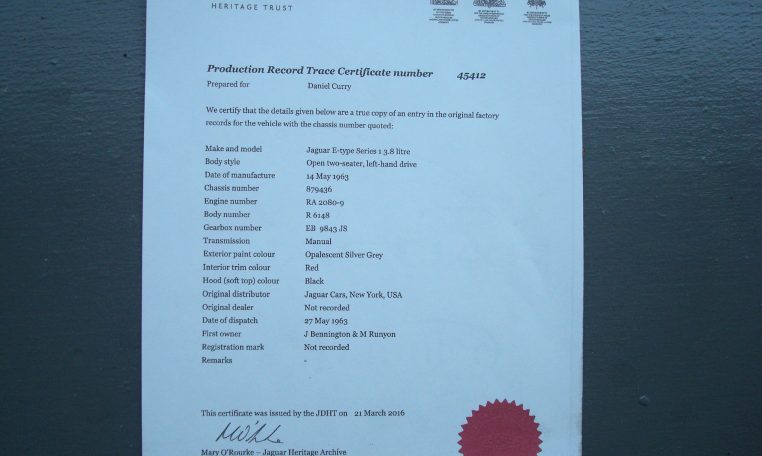 HERITAGE TRUST
Production Record Trace Certificate number 45412
Prepared for Daniel Curry
We certify that the details given below are a true copy of an entry in the original factory
records for the vehicle with the chassis number quoted:
Make and model Jaguar E-type Series 1 3.8 litre
Body style Open two-seater, left-hand drive
Date of manufacture 14 May 1963
Chassis number 879436
Engine number RA 2080-9
Body number R 6148
Gearbox number EB 9843 JS
Transmission Manual
Exterior paint colour Opalescent Silver Grey
Interior trim colour Red
Hood (soft top) colour Black
Original distributor Jaguar Cars, New York, USA
Original dealer Not recorded
Date of dispatch 27 May 1963
First owner J Bennington & M Runyon
Registration mark Not recorded
Remarks -
This certificate was issued by the JDHT on 21 March 2016
Mary O'Rourke – Jaguar Heritage Archive